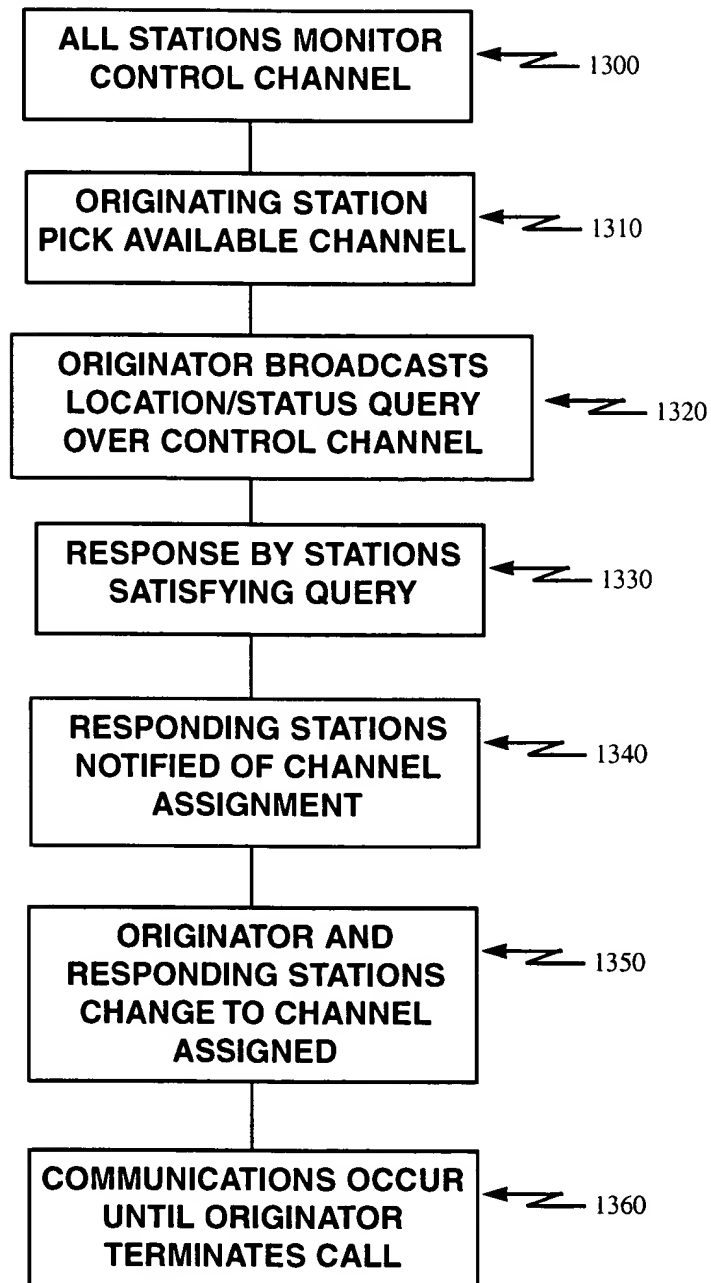 ALL STATIONS MONITOR
CONTROL CHANNEL
1300
ORIGINATING STATION
PICK AVAILABLE CHANNEL
1310
ORIGINATOR BROADCASTS
LOCATION/STATUS QUERY
OVER CONTROL CHANNEL
1320
RESPONSE BY STATIONS
SATISFYING QUERY
1330
RESPONDING STATIONS
NOTIFIED OF CHANNEL
ASSIGNMENT
1340
ORIGINATOR AND
RESPONDING STATIONS
CHANGE TO CHANNEL
ASSIGNED
1350
COMMUNICATIONS OCCUR
UNTIL ORIGINATOR
TERMINATES CALL
1360